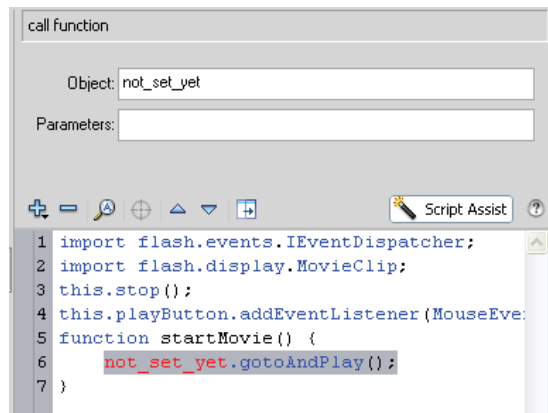 call function
Object: not_set_yet
Parameters:
Script Assist
1 import flash.events.IEventDispatcher;
2 import flash.display.MovieClip;
3 this.stop();
4 this.playButton.addEventListener(MouseEve
5 function startMovie() {
6 not_set_yet.gotoAndPlay();
7 }